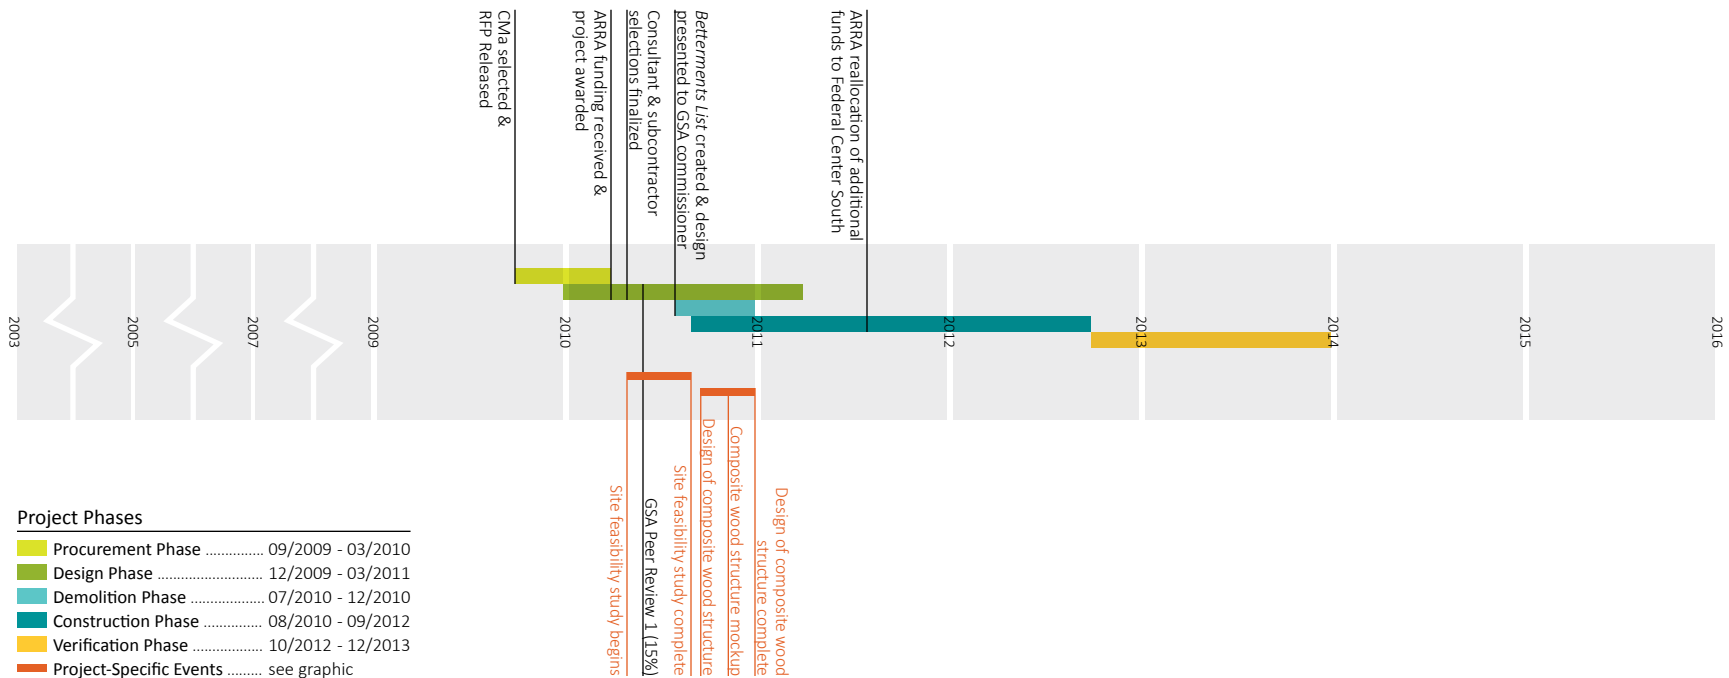 CMa selected &
RFP Released
ARRA funding received &
project awarded
Consultant & subcontractor
selections finalized
Betterments List created & design
presented to GSA commissioner
ARRA reallocation of additional
funds to Federal Center South
2003
2005
2007
2009
2010
2011
2012
2013
2014
2015
2016
Site feasibility study begins
GSA Peer Review 1 (15%)
Site feasibility study complete
Design of composite wood structure
Composite wood structure mockup
Design of composite wood
structure complete
Project Phases
Procurement Phase ............... 09/2009 - 03/2010
Design Phase ........................... 12/2009 - 03/2011
Demolition Phase ................... 07/2010 - 12/2010
Construction Phase ............... 08/2010 - 09/2012
Verification Phase .................. 10/2012 - 12/2013
Project-Specific Events ......... see graphic